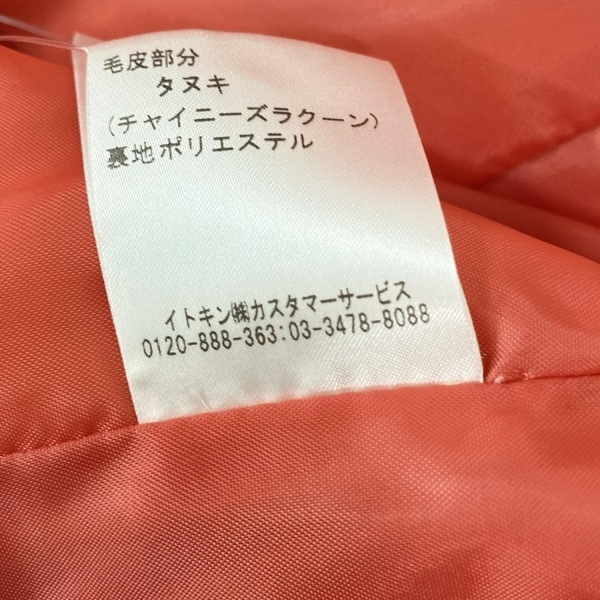 毛皮部分
タヌキ
(チャイニーズラクーン)
裏地ポリエステル
イトキン㈱カスタマーサービス
0120-888-363:03-3478-8088